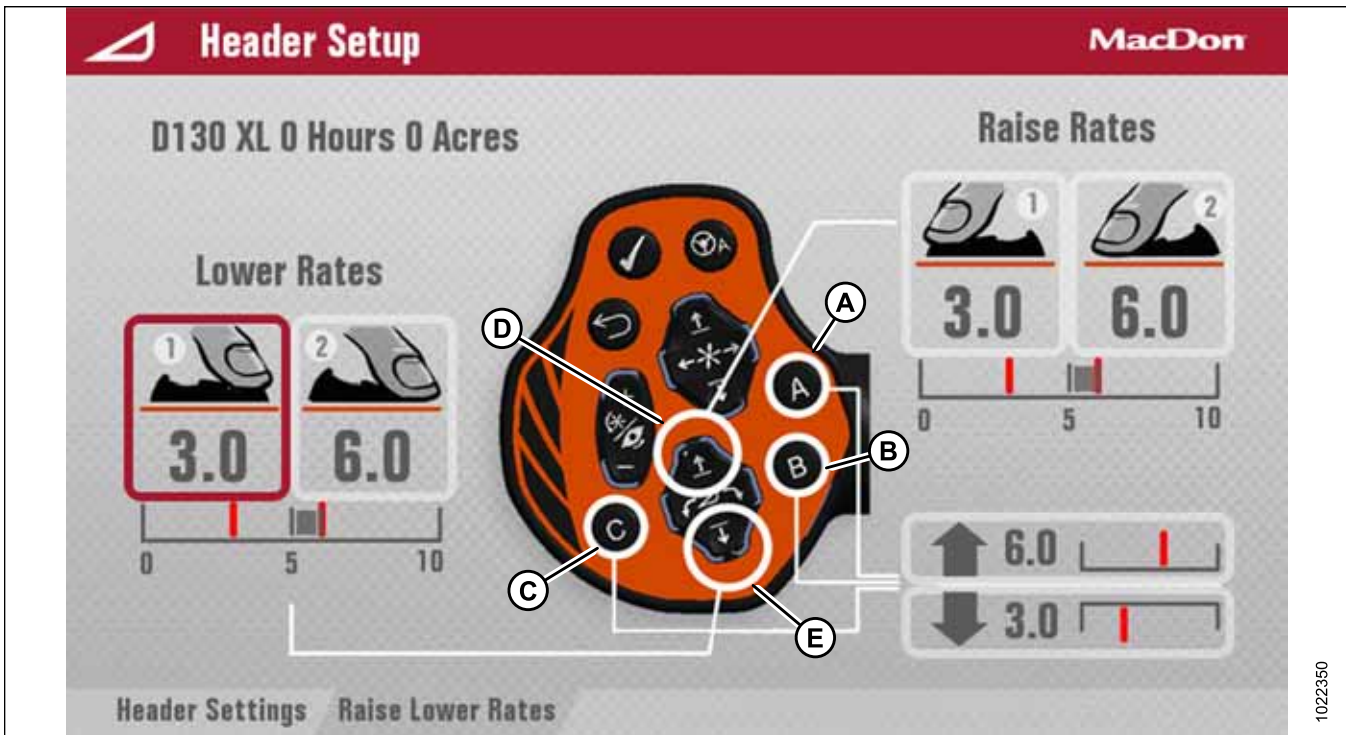 Header Setup
MacDon
D130 XL 0 Hours 0 Acres
Raise Rates
1
2
3.0
6.0
0
5
10
Lower Rates
1
2
3.0
6.0
0
5
10
A
A
D
B
B
C
C
E
6.0
3.0
Header Settings
Raise Lower Rates
1022350